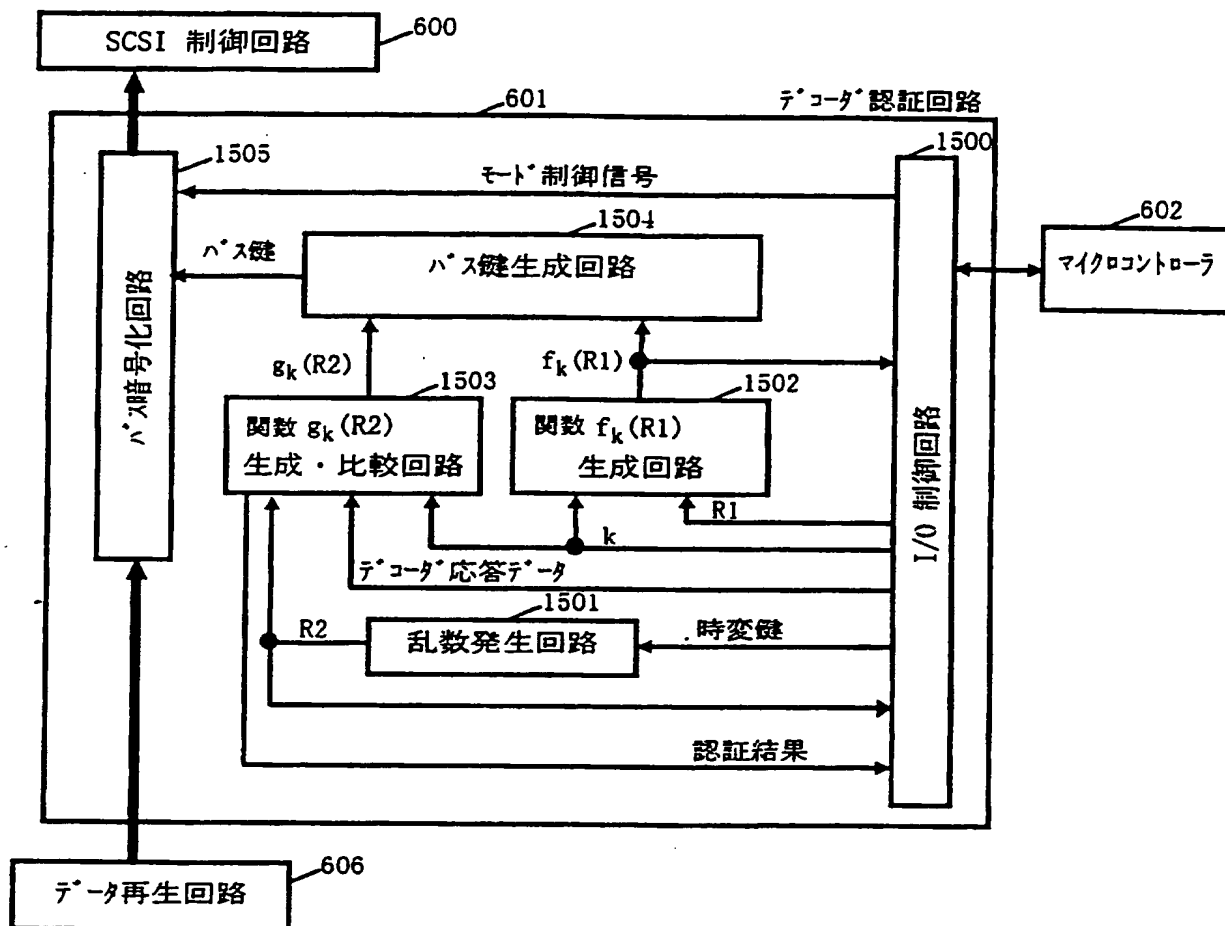 SCSI 制御回路
600
601
デコーダ認証回路
1505
1500
モード制御信号
1504
602
バス鍵
バス鍵生成回路
マイクロコントローラ
バス暗号化回路
gk(R2)
fk(R1)
1503
1502
関数 gk(R2)
生成・比較回路
関数 fk(R1)
生成回路
I/O 制御回路
R1
k
デコーダ応答データ
1501
R2
乱数発生回路
時変鍵
認証結果
606
データ再生回路